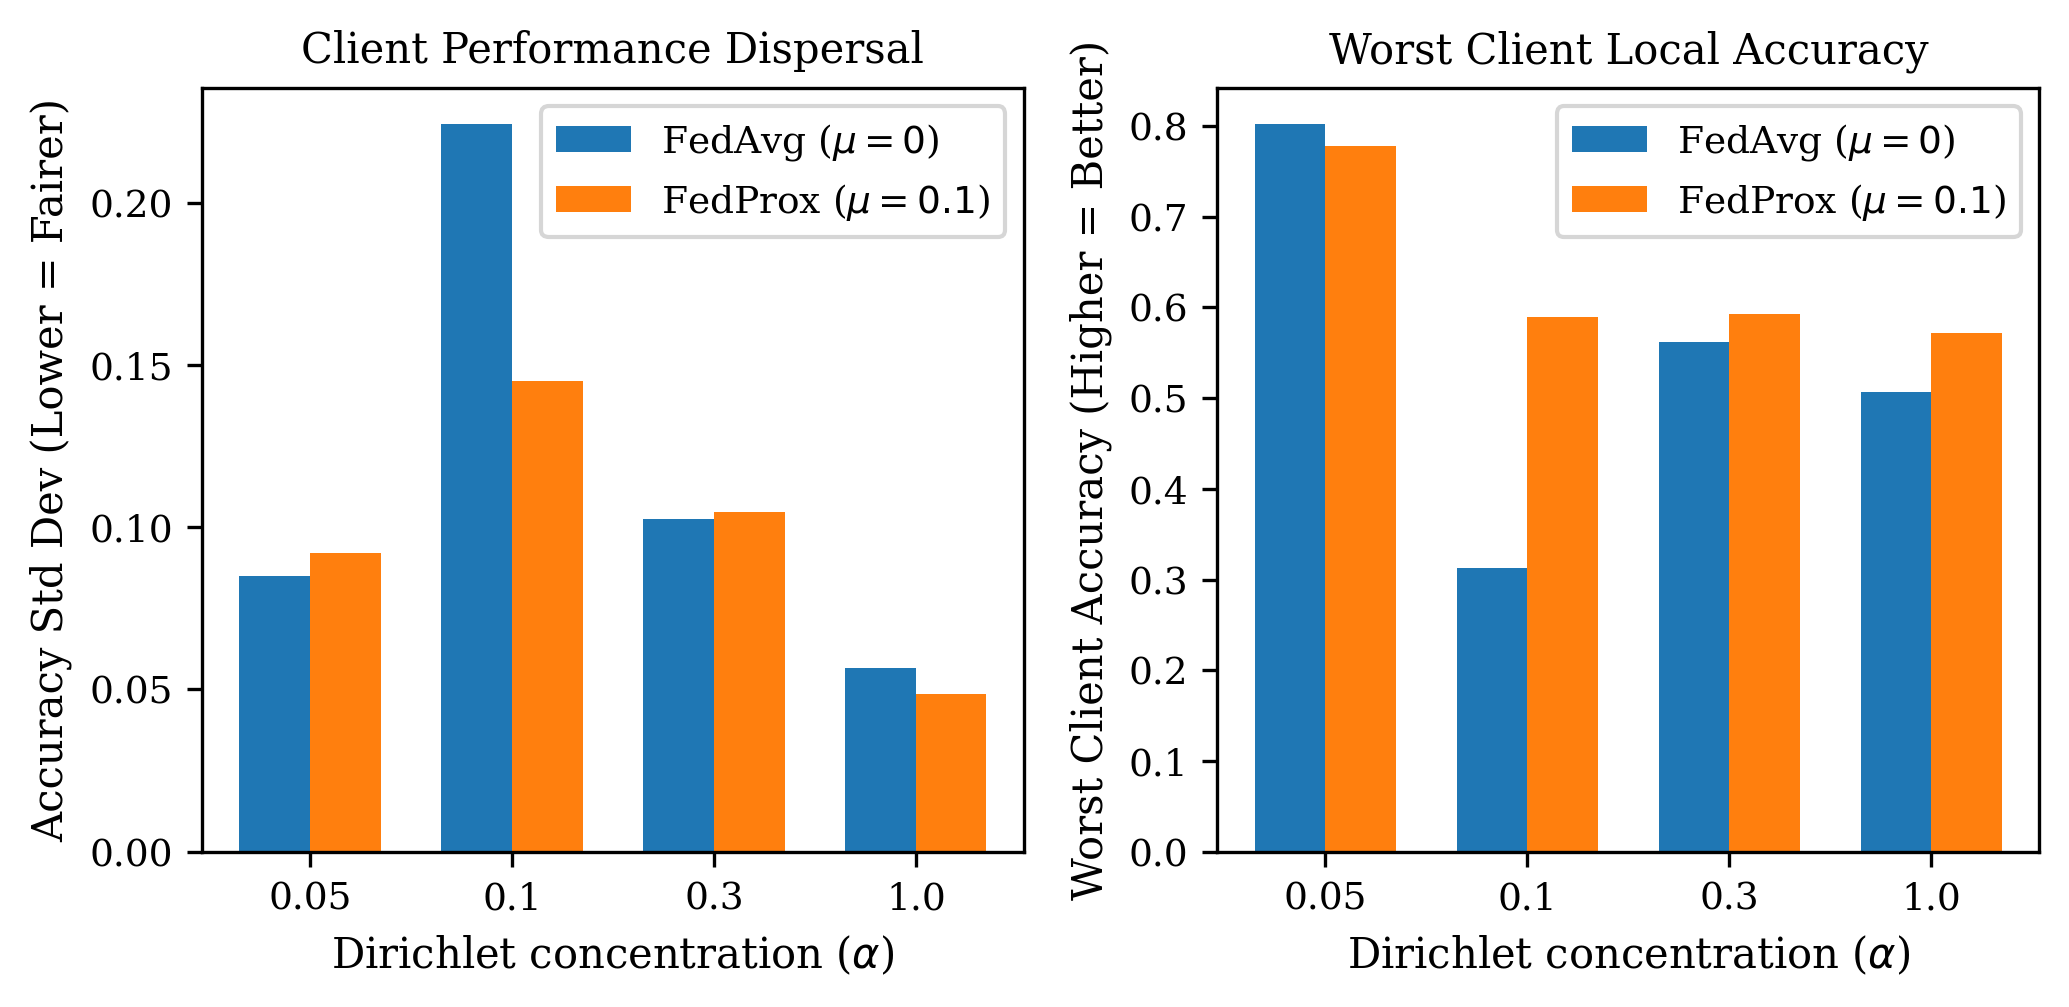 Client Performance Dispersal
Accuracy Std Dev (Lower = Fairer)
0.20
0.15
0.10
0.05
0.00
FedAvg (μ = 0)
FedProx (μ = 0.1)
0.05 0.1 0.3 1.0
Dirichlet concentration (α)
Worst Client Local Accuracy
Worst Client Accuracy (Higher = Better)
0.8
0.7
0.6
0.5
0.4
0.3
0.2
0.1
0.0
FedAvg (μ = 0)
FedProx (μ = 0.1)
0.05 0.1 0.3 1.0
Dirichlet concentration (α)